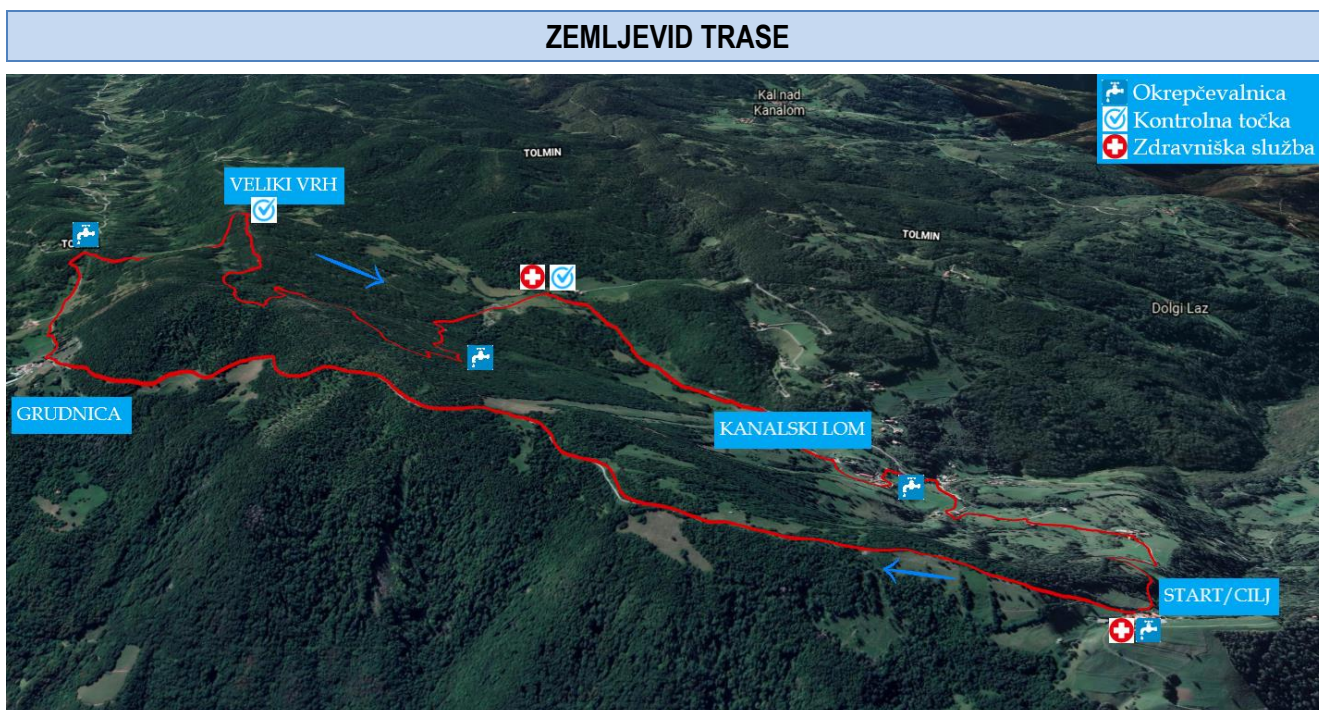 ZEMLJEVID TRASE
Okrepčevalnica
Kontrolna točka
Zdravniška služba
Kal nad
Kanalom
TOLMIN
VELIKI VRH
TOLMIN
Dolgi Laz
GRUDNICA
KANALSKI LOM
START/CILJ